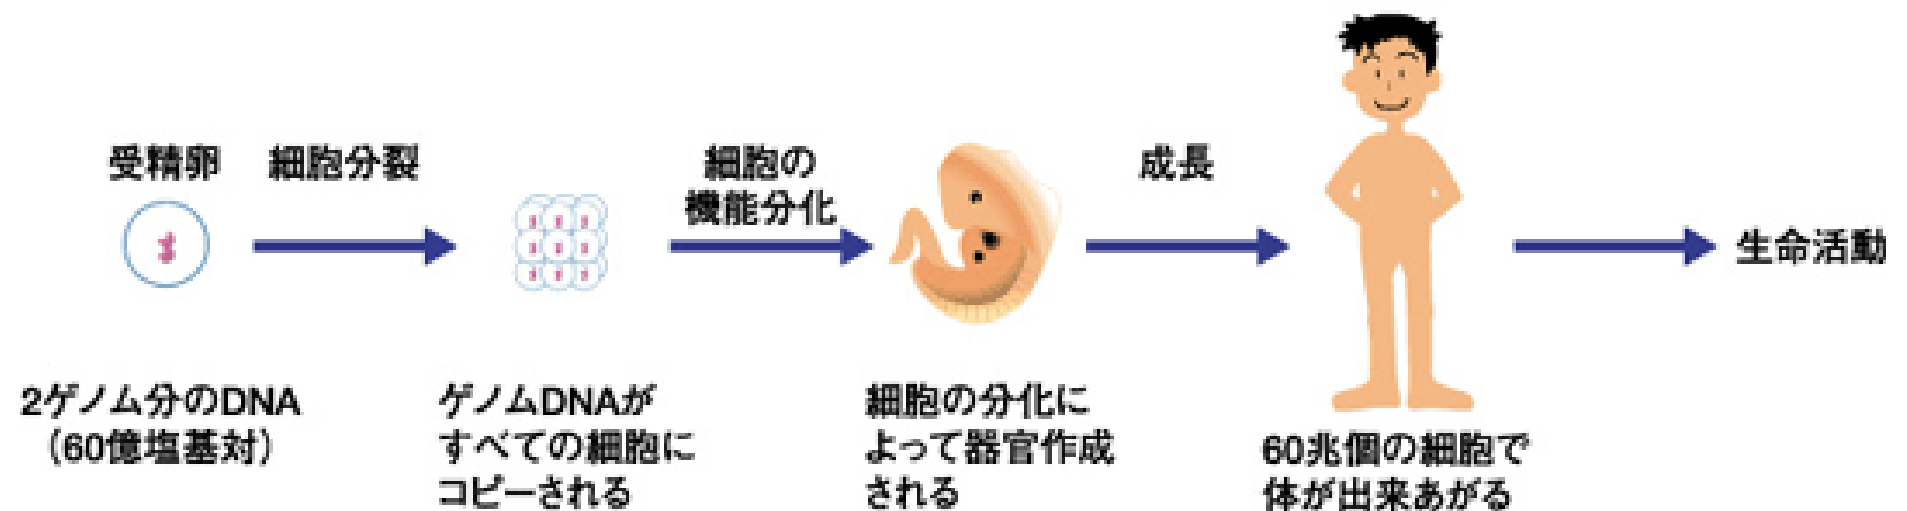 受精卵
細胞分裂
細胞の
機能分化
成長
生命活動
2ゲノム分のDNA
(60億塩基対)
ゲノムDNAが
すべての細胞に
コピーされる
細胞の分化に
よって器官作成
される
60兆個の細胞で
体が出来あがる